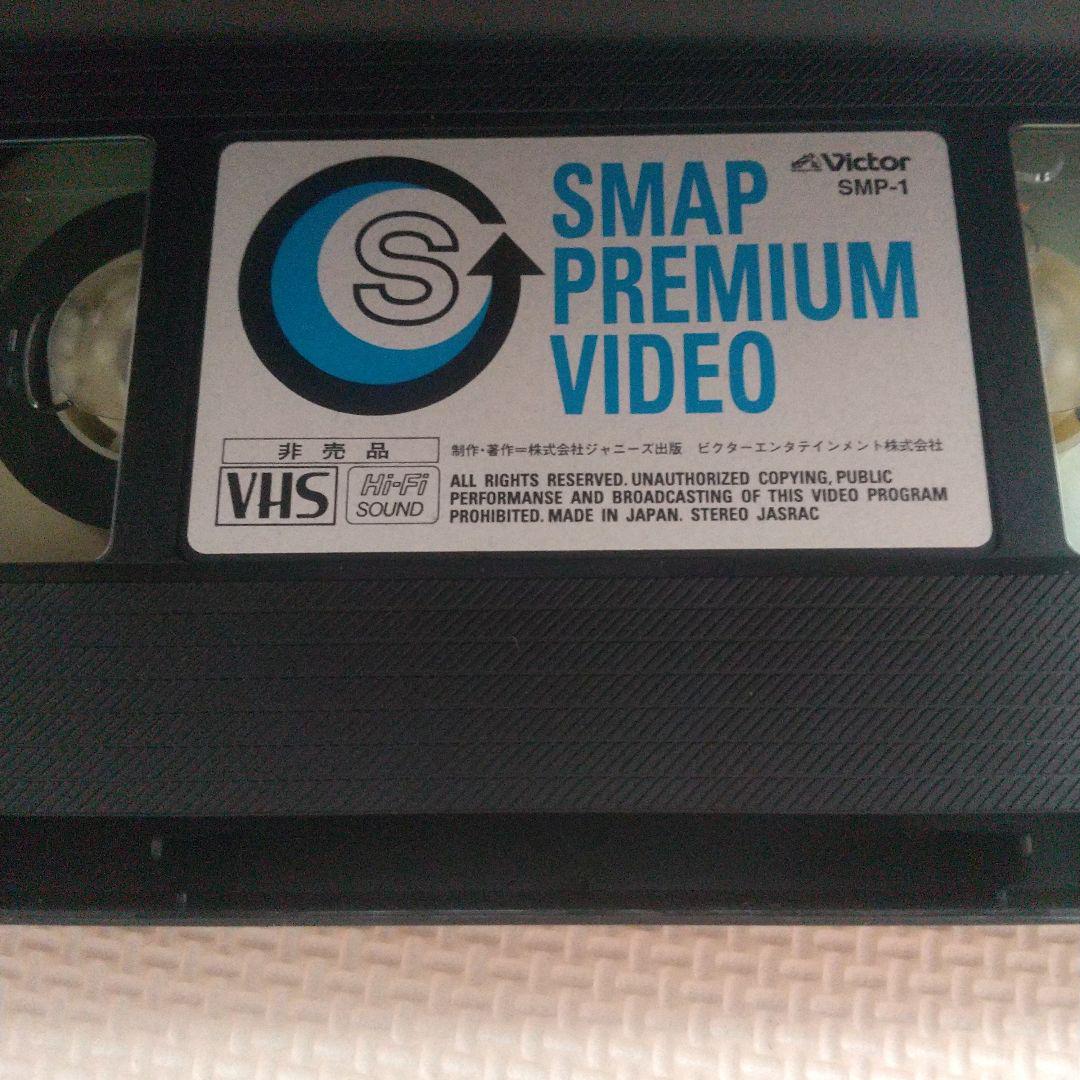 S
SMAP
PREMIUM
VIDEO
Victor
SMP-1
非売品
制作・著作=株式会社ジャニーズ出版 ビクターエンタテインメント株式会社
VHS
Hi-Fi
SOUND
ALL RIGHTS RESERVED. UNAUTHORIZED COPYING, PUBLIC
PERFORMANSE AND BROADCASTING OF THIS VIDEO PROGRAM
PROHIBITED. MADE IN JAPAN. STEREO JASRAC